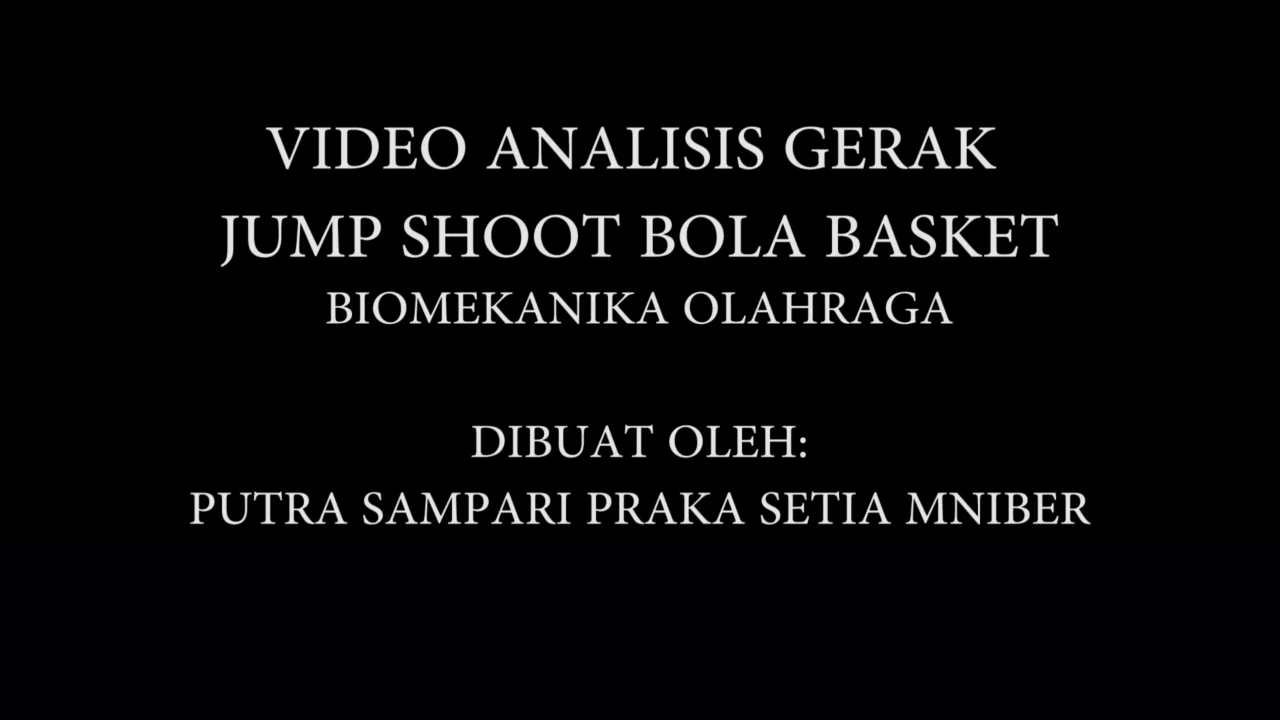 VIDEO ANALISIS GERAK
JUMP SHOOT BOLA BASKET
BIOMEKANIKA OLAHRAGA
DIBUAT OLEH:
PUTRA SAMPARI PRAKA SETIA MNIBER